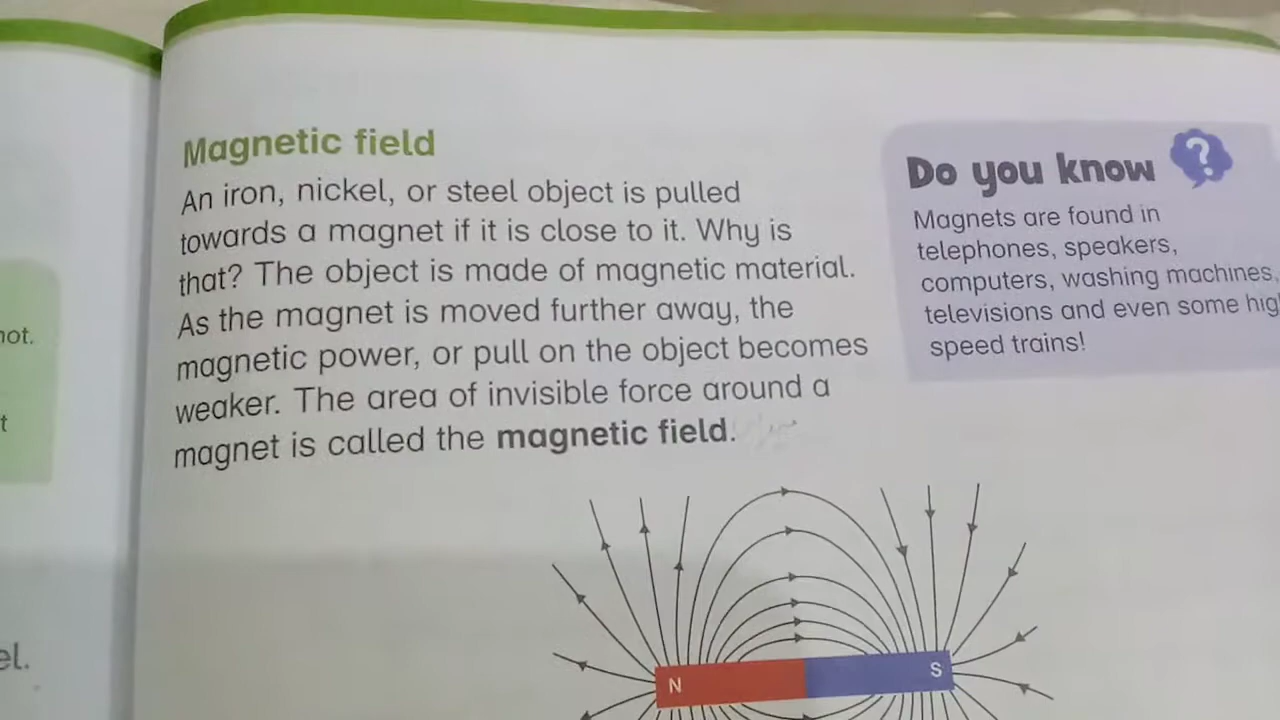 Magnetic field
An iron, nickel, or steel object is pulled
towards a magnet if it is close to it. Why is
that? The object is made of magnetic material.
As the magnet is moved further away, the
magnetic power, or pull on the object becomes
weaker. The area of invisible force around a
magnet is called the magnetic field.
Do you know ?
Magnets are found in
telephones, speakers,
computers, washing machines,
televisions and even some
speed trains!
N
S